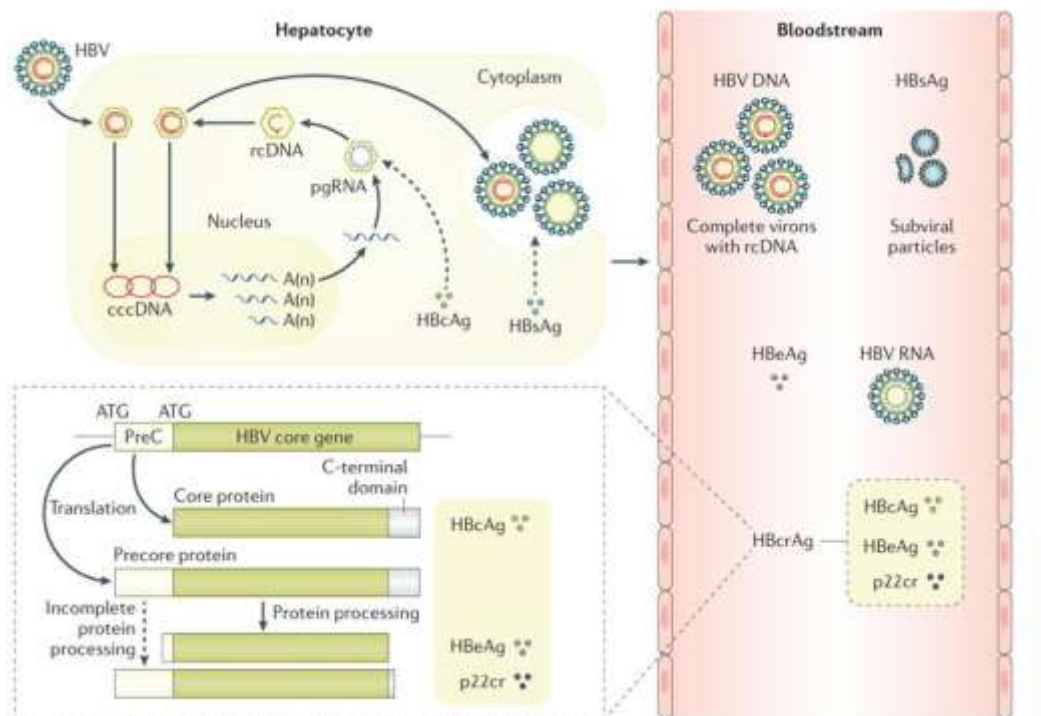 Hepatocyte
HBV
Cytoplasm
rcDNA
pgRNA
Nucleus
cccDNA
A(n)
A(n)
A(n)
HBcAg
HBsAg
Bloodstream
HBV DNA
HBsAg
Complete virons
with rcDNA
Subviral
particles
HBeAg
HBV RNA
HBcrAg
HBcAg
HBeAg
p22cr
ATG
ATG
PreC
HBV core gene
C-terminal
domain
Translation
Core protein
HBcAg
Precore protein
Incomplete
protein
processing
Protein processing
HBeAg
p22cr